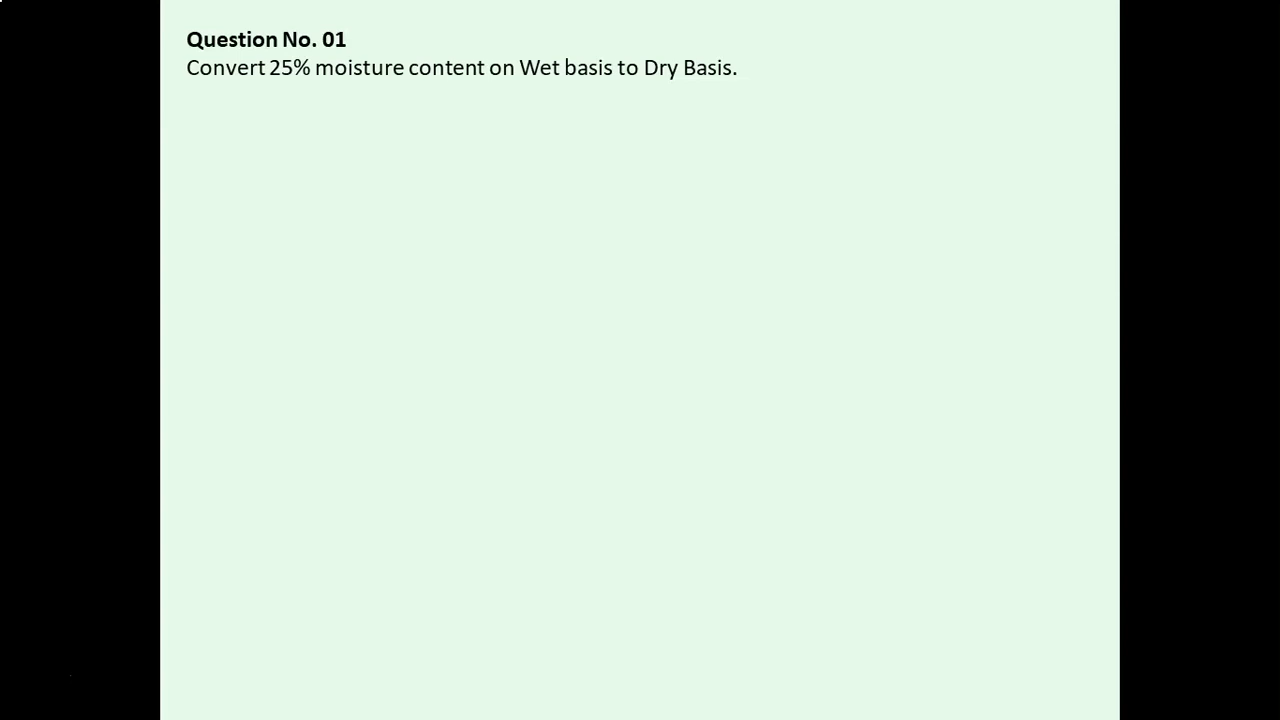 Question No. 01
Convert 25% moisture content on Wet basis to Dry Basis.